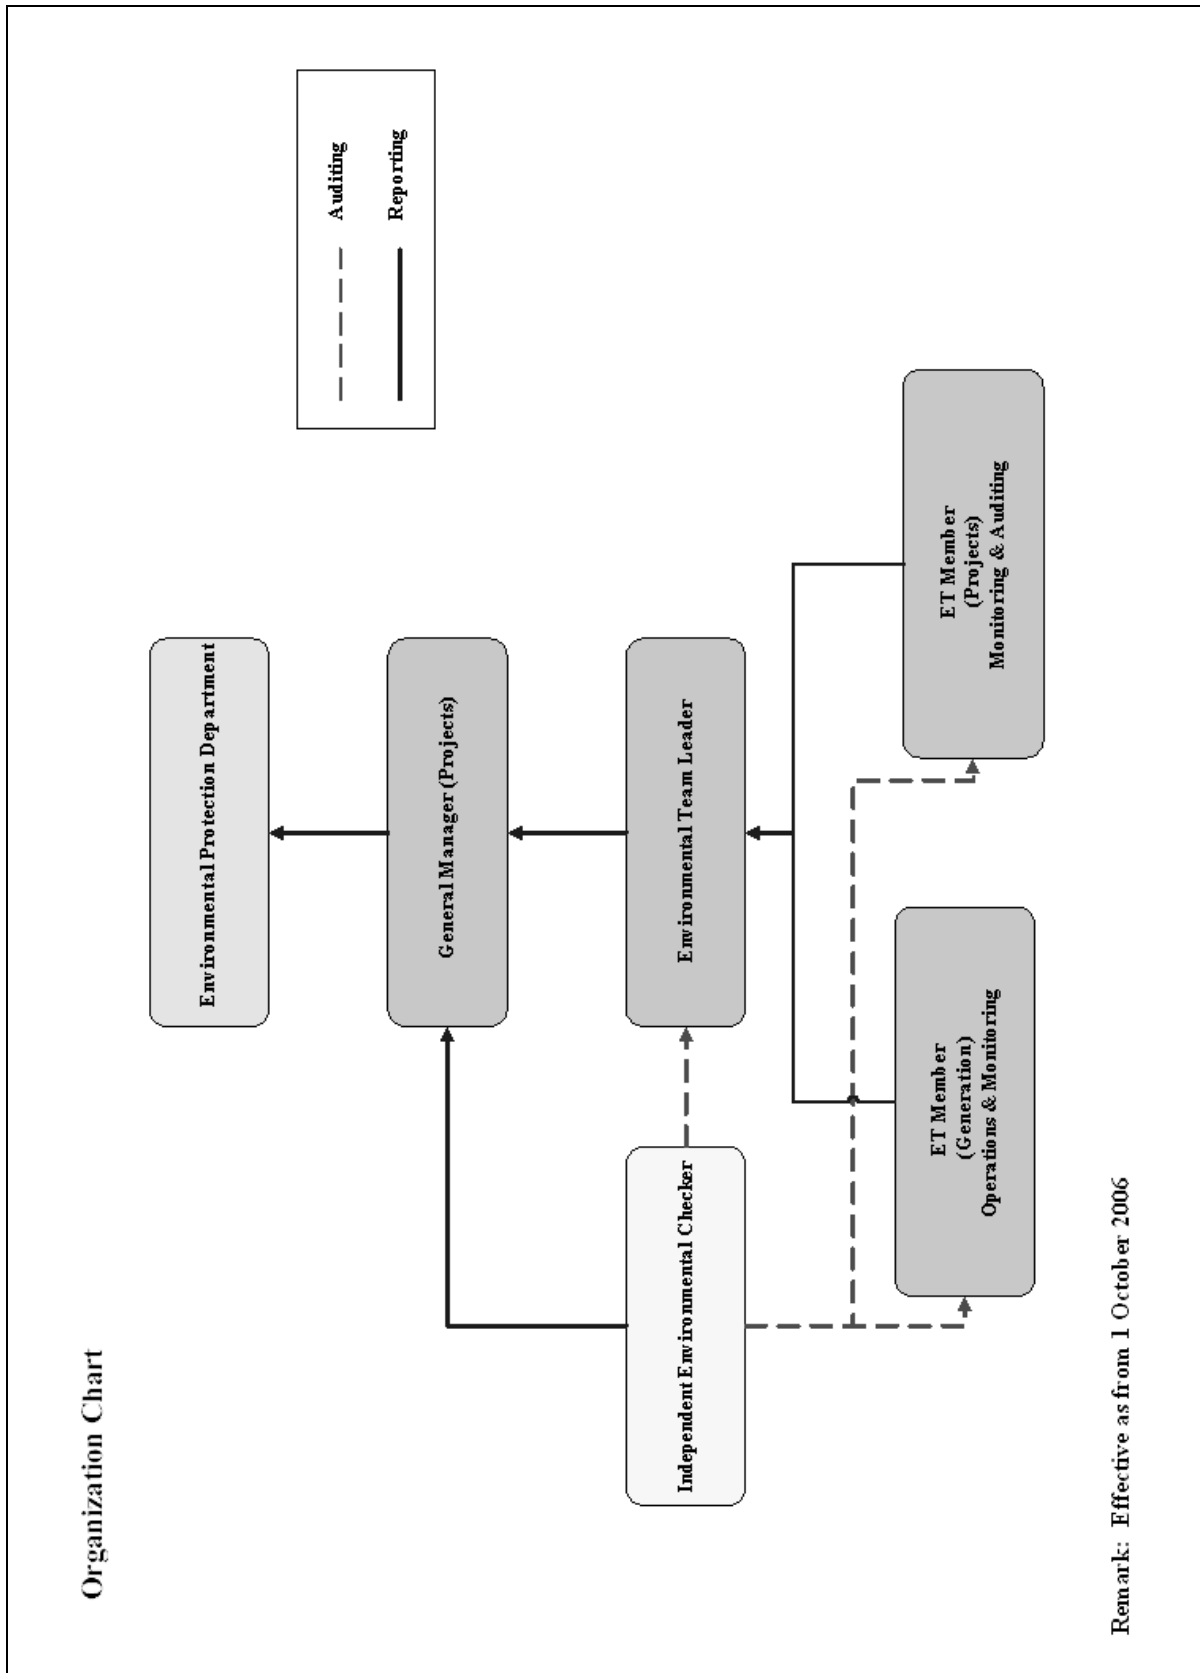 Organization Chart
Auditing
Reporting
Environmental Protection Department
General Manager (Projects)
Independent Environmental Checker
Environmental Team Leader
ET Member
(Generation)
Operations & Monitoring
ET Member
(Projects)
Monitoring & Auditing
Remark: Effective as from 1 October 2006